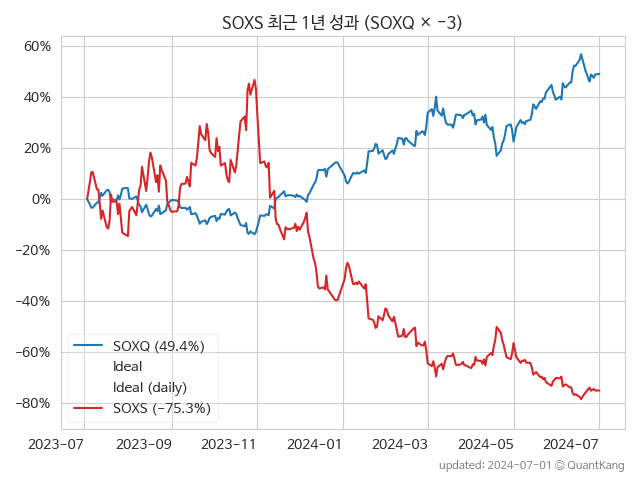 SOXS 최근 1년 성과 (SOXQ × −3)
60%
40%
20%
0%
−20%
−40%
−60%
−80%
SOXQ (49.4%)
Ideal
Ideal (daily)
SOXS (−75.3%)
2023-07 2023-09 2023-11 2024-01 2024-03 2024-05 2024-07
updated: 2024-07-01 © QuantKang